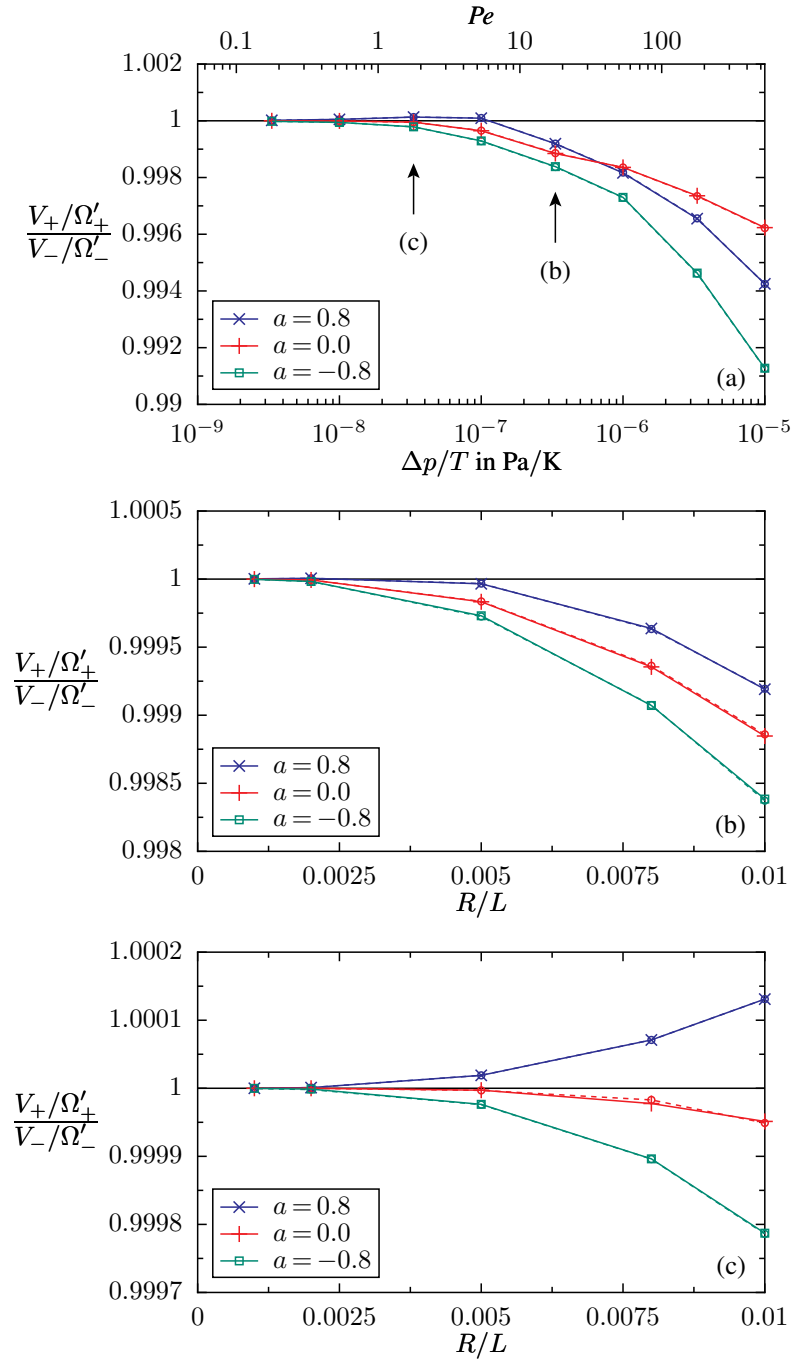 Pe
0.1 1 10 100
1.002
1
0.998
0.996
0.994
0.992
0.99
V₊/Ω′₊
V₋/Ω′₋
(c)
(b)
a = 0.8
a = 0.0
a = −0.8
(a)
10⁻⁹ 10⁻⁸ 10⁻⁷ 10⁻⁶ 10⁻⁵
Δp/T in Pa/K
1.0005
1
0.9995
0.999
0.9985
0.998
V₊/Ω′₊
V₋/Ω′₋
a = 0.8
a = 0.0
a = −0.8
(b)
0 0.0025 0.005 0.0075 0.01
R/L
1.0002
1.0001
1
0.9999
0.9998
0.9997
V₊/Ω′₊
V₋/Ω′₋
a = 0.8
a = 0.0
a = −0.8
(c)
0 0.0025 0.005 0.0075 0.01
R/L